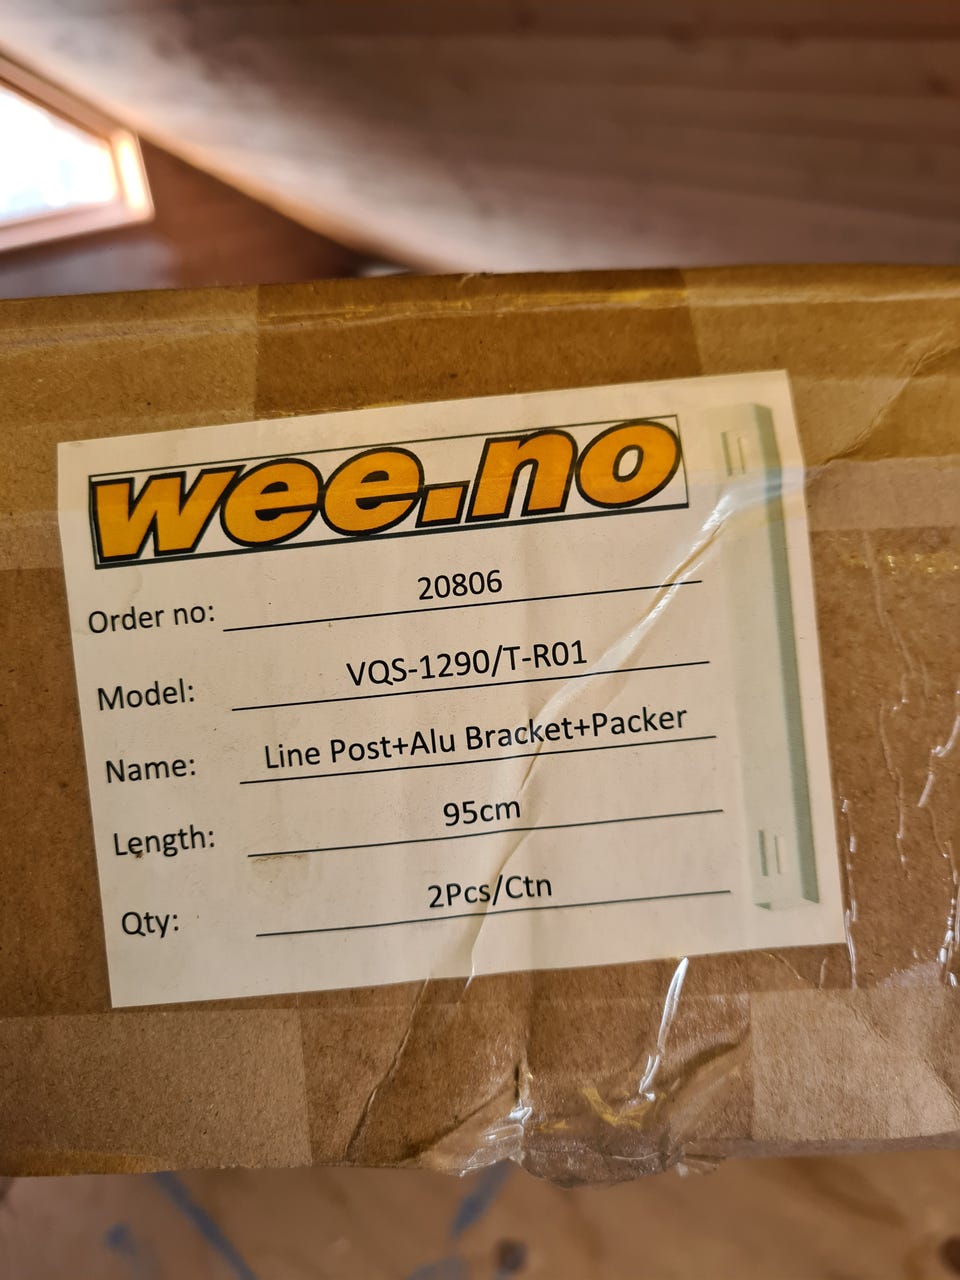 wee.no
Order no: 20806
Model: VQS-1290/T-R01
Name: Line Post+Alu Bracket+Packer
Length: 95cm
Qty: 2Pcs/Ctn